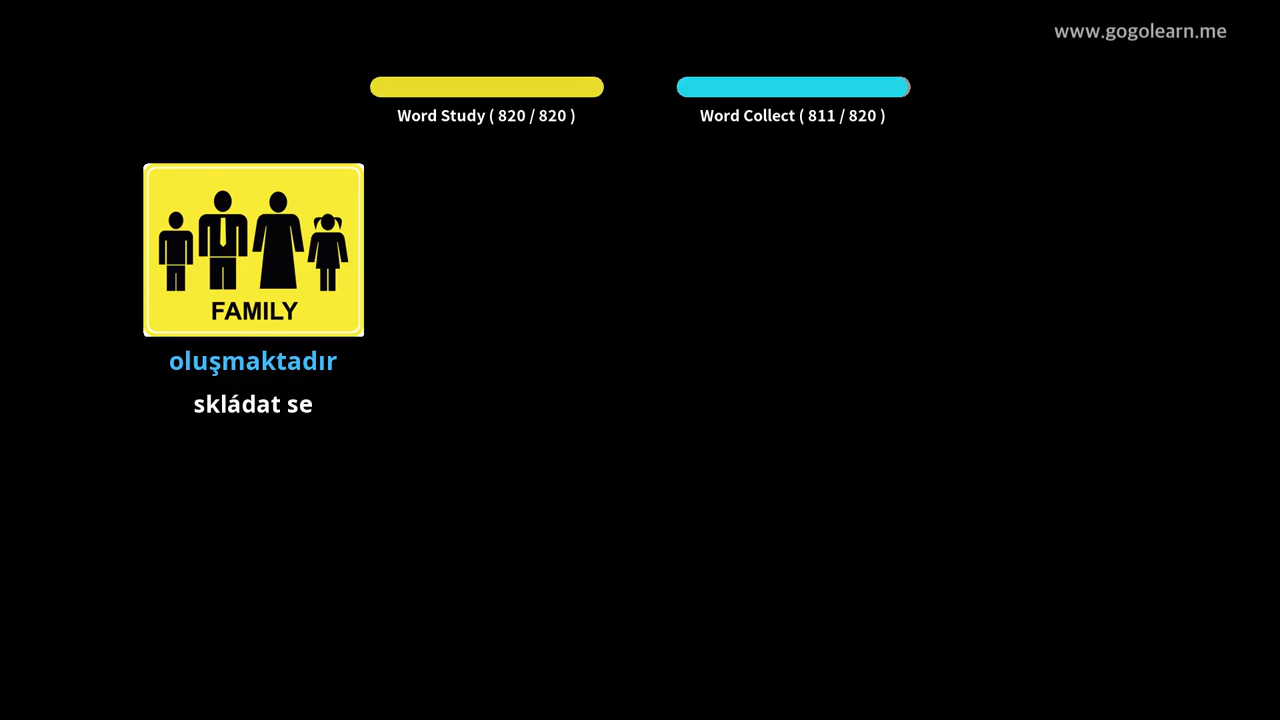 www.gogolearn.me
Word Study ( 820 / 820 )
Word Collect ( 811 / 820 )
FAMILY
oluşmaktadır
skládat se